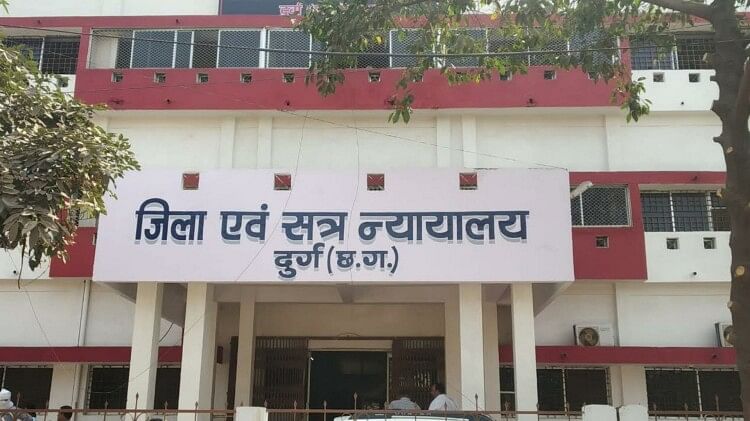 जिला एवं सत्र न्यायालय
दुर्ग (छ.ग.)